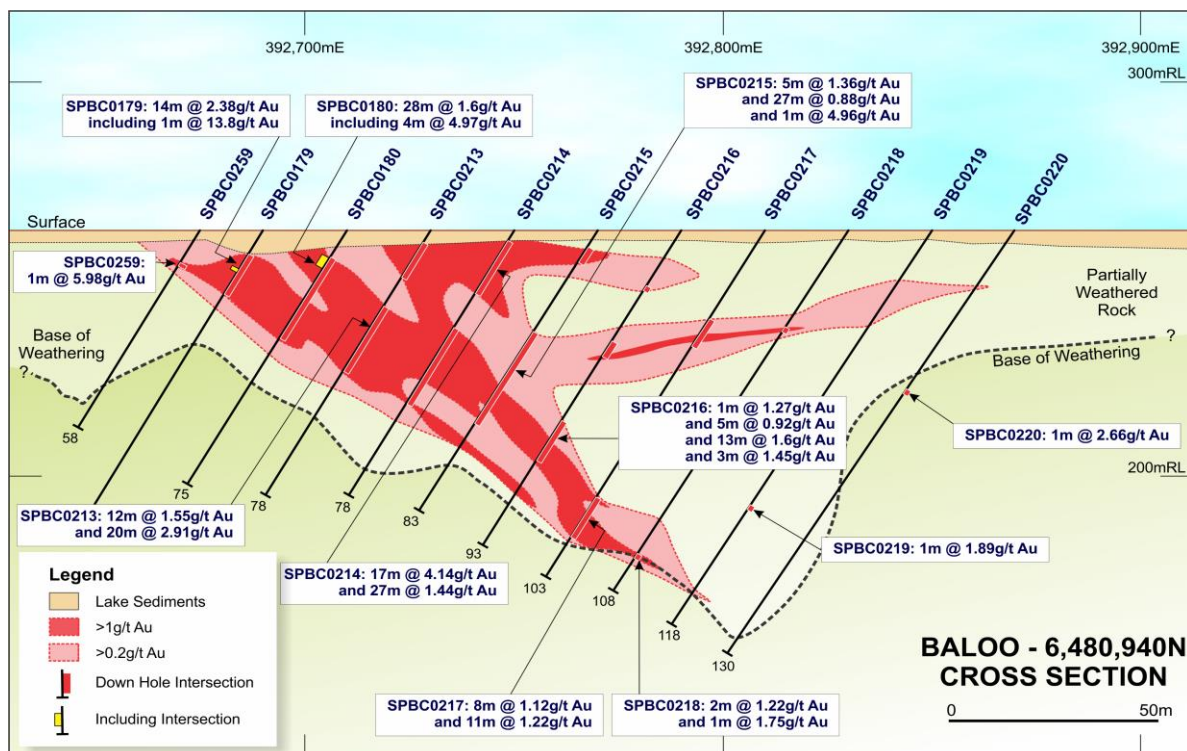 392,700mE
392,800mE
392,900mE
300mRL
SPBC0179: 14m @ 2.38g/t Au
including 1m @ 13.8g/t Au
SPBC0180: 28m @ 1.6g/t Au
including 4m @ 4.97g/t Au
SPBC0215: 5m @ 1.36g/t Au
and 27m @ 0.88g/t Au
and 1m @ 4.96g/t Au
SPBC0259
SPBC0179
SPBC0180
SPBC0213
SPBC0214
SPBC0215
SPBC0216
SPBC0217
SPBC0218
SPBC0219
SPBC0220
Surface
SPBC0259:
1m @ 5.98g/t Au
Partially
Weathered
Rock
Base of
Weathering
?
Base of Weathering
?
SPBC0216: 1m @ 1.27g/t Au
and 5m @ 0.92g/t Au
and 13m @ 1.6g/t Au
and 3m @ 1.45g/t Au
SPBC0220: 1m @ 2.66g/t Au
200mRL
58
75
78
78
83
93
103
108
118
130
SPBC0213: 12m @ 1.55g/t Au
and 20m @ 2.91g/t Au
SPBC0214: 17m @ 4.14g/t Au
and 27m @ 1.44g/t Au
SPBC0219: 1m @ 1.89g/t Au
Legend
Lake Sediments
>1g/t Au
>0.2g/t Au
Down Hole Intersection
Including Intersection
SPBC0217: 8m @ 1.12g/t Au
and 11m @ 1.22g/t Au
SPBC0218: 2m @ 1.22g/t Au
and 1m @ 1.75g/t Au
BALOO - 6,480,940N
CROSS SECTION
0
50m